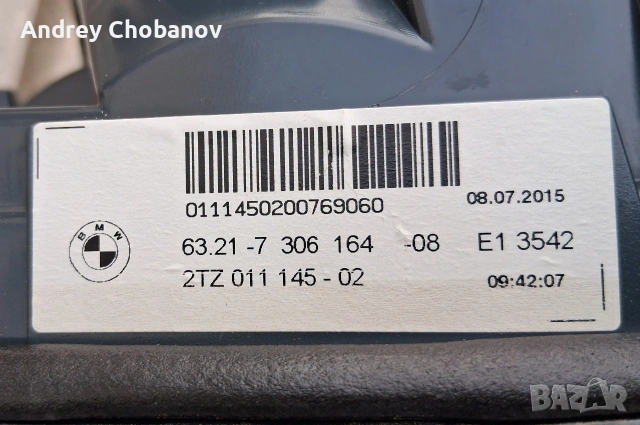 Andrey Chobanov
0111450200769060
08.07.2015
BMW
63.21-7 306 164 -08 E1 3542
2TZ 011 145-02
09:42:07
BAZAR